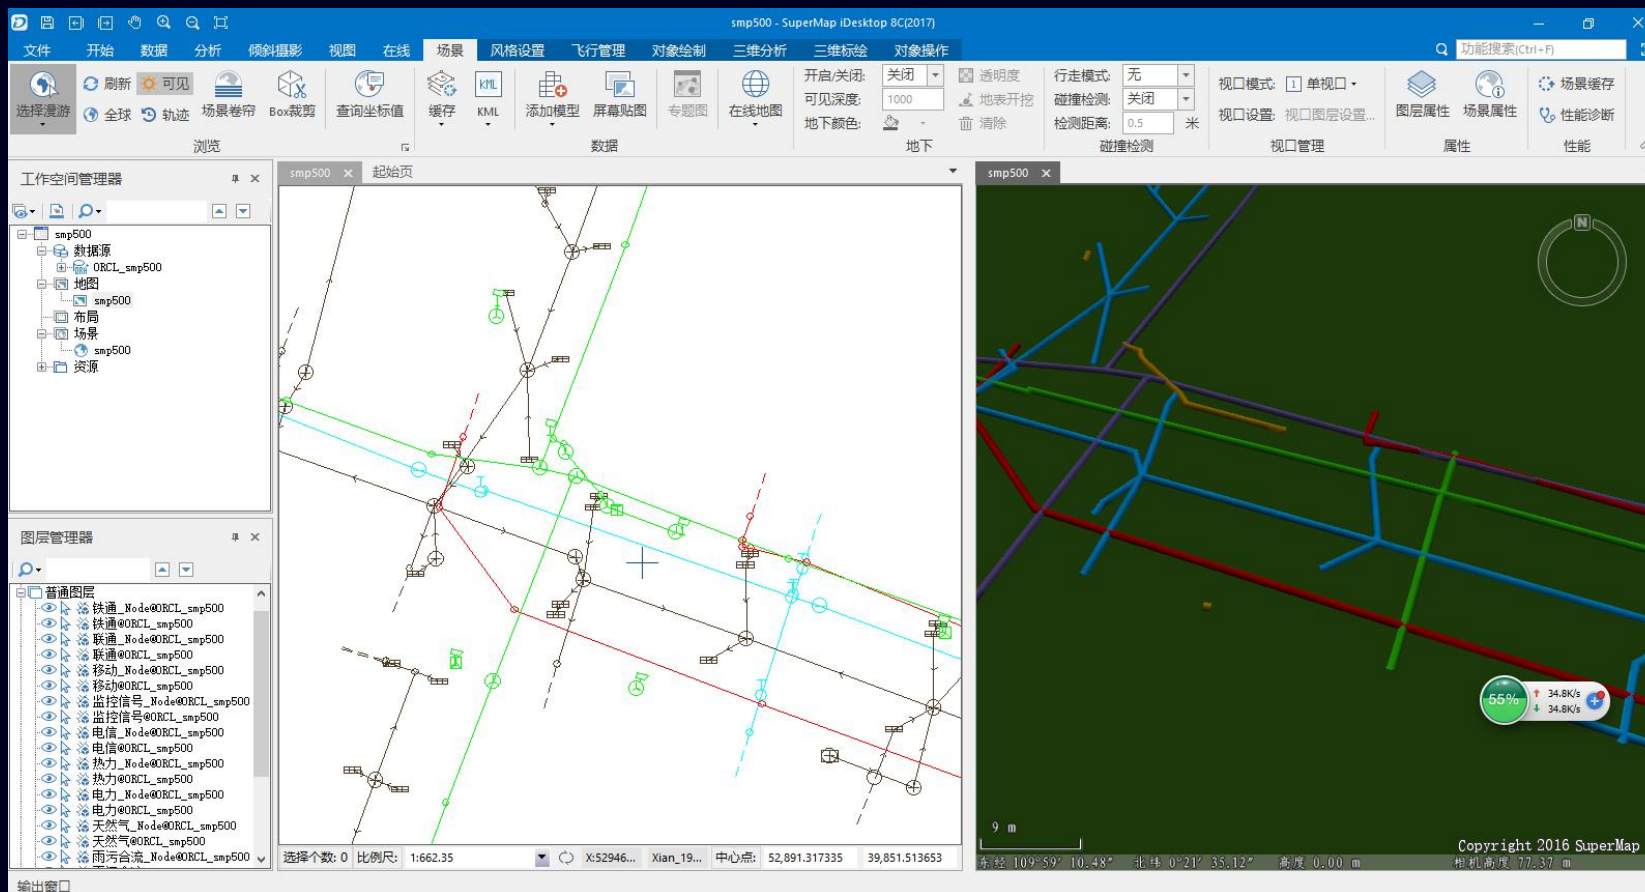 smp500 - SuperMap iDesktop 8C(2017)
文件 开始 数据 分析 倾斜摄影 视图 在线 场景 风格设置 飞行管理 对象绘制 三维分析 三维标绘 对象操作 功能搜索(Ctrl+F)
选择漫游 刷新 可见 全球 轨迹 场景卷帘 Box裁剪 查询坐标值 缓存 KML KML 添加模型 屏幕贴图 专题图 在线地图
开启/关闭: 关闭 透明度 行走模式: 无 视口模式: 1 单视口 图层属性 场景属性 场景缓存
可见深度: 1000 地表开挖 碰撞检测: 关闭
地下颜色: 清除 检测距离: 0.5 米 视口设置: 视口图层设置... 性能诊断
浏览 数据 地下 碰撞检测 视口管理 属性 性能
工作空间管理器
smp500
数据源
ORCL_smp500
地图
smp500
布局
场景
smp500
资源
图层管理器
普通图层
铁通_Node@ORCL_smp500
铁通@ORCL_smp500
联通_Node@ORCL_smp500
联通@ORCL_smp500
移动_Node@ORCL_smp500
移动@ORCL_smp500
监控信号_Node@ORCL_smp500
监控信号@ORCL_smp500
电信_Node@ORCL_smp500
电信@ORCL_smp500
热力_Node@ORCL_smp500
热力@ORCL_smp500
电力_Node@ORCL_smp500
电力@ORCL_smp500
天然气_Node@ORCL_smp500
天然气@ORCL_smp500
雨污合流_Node@ORCL_smp500
输出窗口
smp500 起始页
选择个数: 0 比例尺: 1:662.35 X:52946... Xian_19... 中心点: 52,891.317335 39,851.513653
smp500
N
55% 34.8K/s
34.8K/s
9 m
Copyright 2016 SuperMap
东经 109°59′ 10.48″ 北纬 0°21′ 35.12″ 高度 0.00 m 相机高度 77.37 m